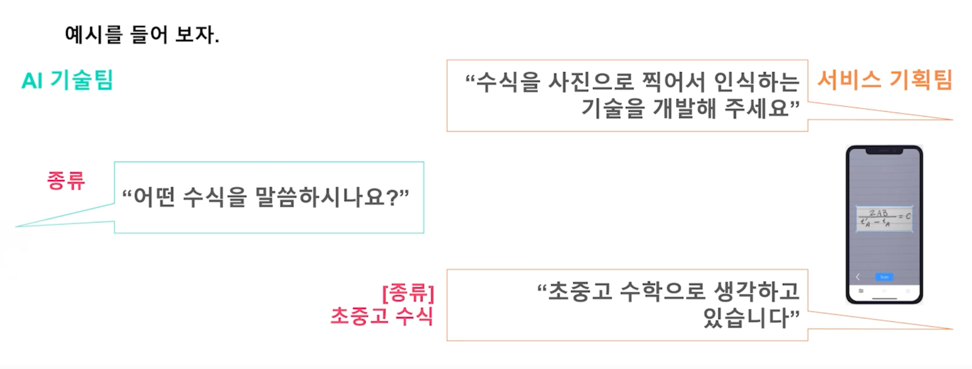 예시를 들어 보자.
AI 기술팀
서비스 기획팀
“수식을 사진으로 찍어서 인식하는
기술을 개발해 주세요”
종류
“어떤 수식을 말씀하시나요?”
[종류]
초중고 수식
“초중고 수학으로 생각하고
있습니다”